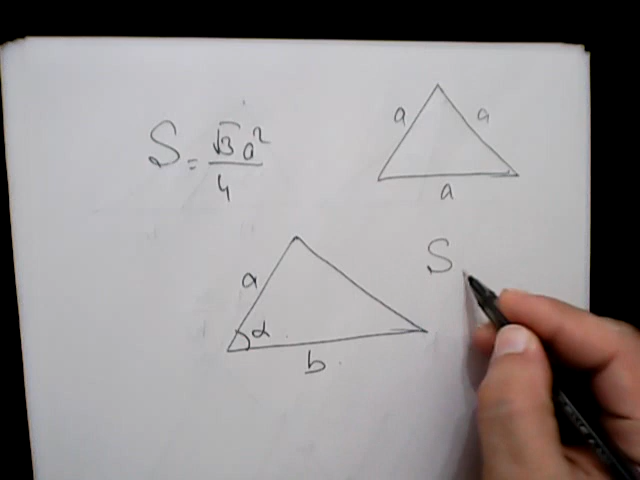 a a
S = √3 a² / 4
a
S
a
α
b